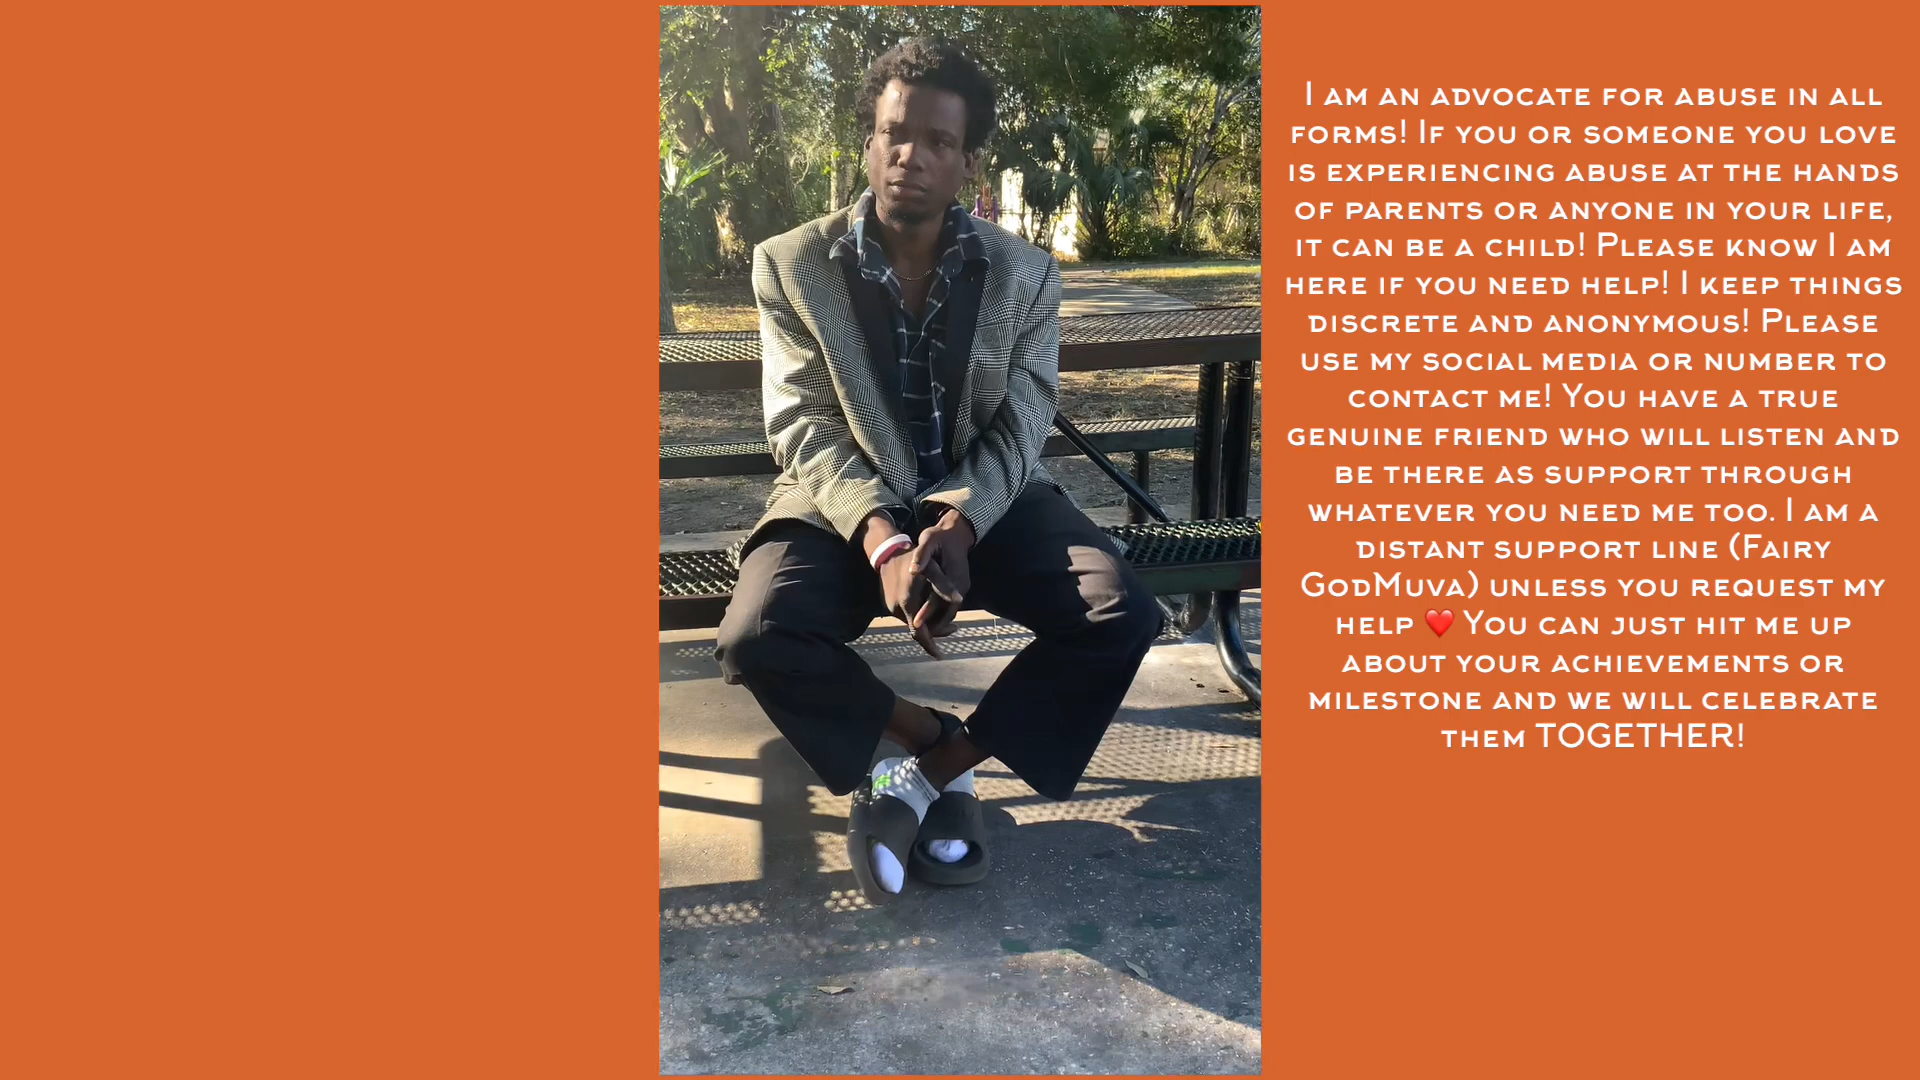 I am an advocate for abuse in all
forms! If you or someone you love
is experiencing abuse at the hands
of parents or anyone in your life,
it can be a child! Please know I am
here if you need help! I keep things
discrete and anonymous! Please
use my social media or number to
contact me! You have a true
genuine friend who will listen and
be there as support through
whatever you need me too. I am a
distant support line (Fairy
GodMuva) unless you request my
help ❤️ You can just hit me up
about your achievements or
milestone and we will celebrate
them TOGETHER!